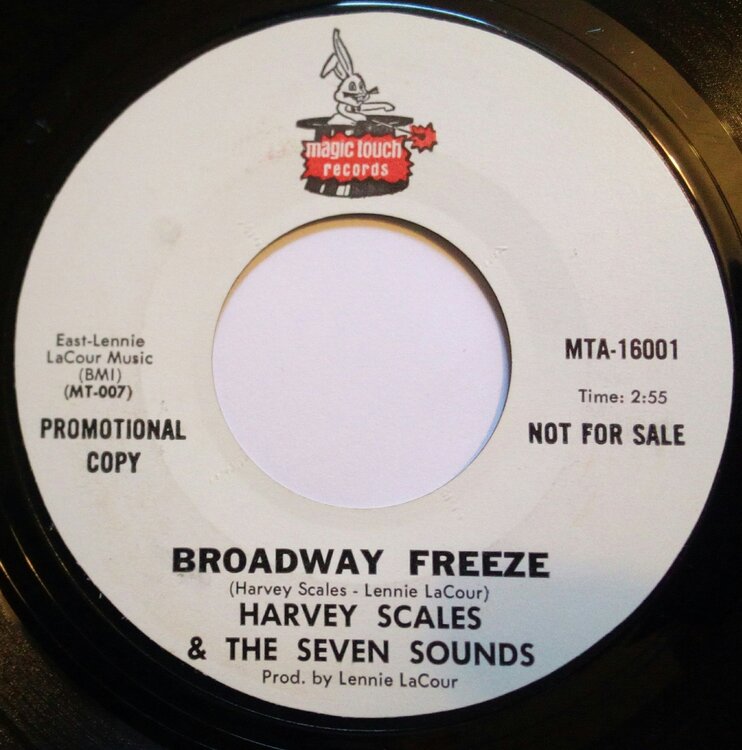 magic touch
records
East-Lennie
LaCour Music
(BMI)
(MT-007)
PROMOTIONAL
COPY
MTA-16001
Time: 2:55
NOT FOR SALE
BROADWAY FREEZE
(Harvey Scales - Lennie LaCour)
HARVEY SCALES
& THE SEVEN SOUNDS
Prod. by Lennie LaCour